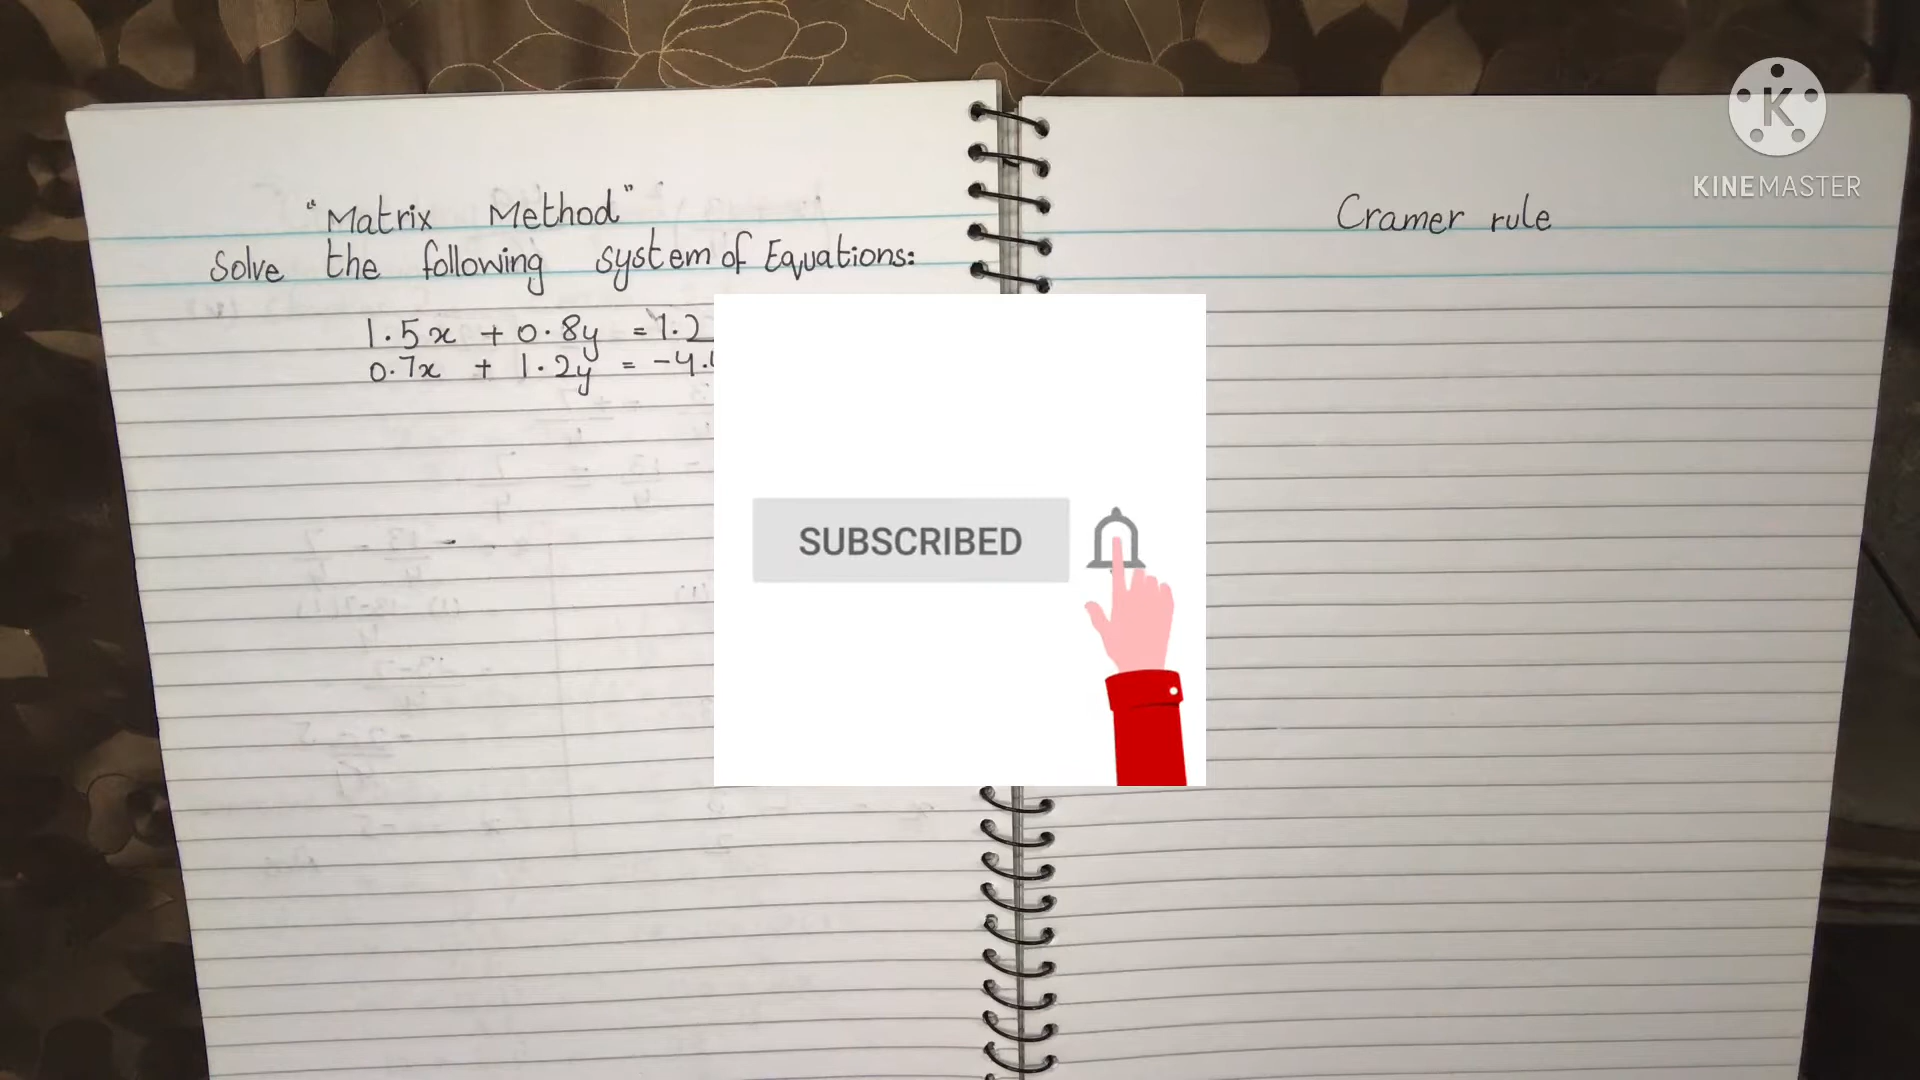 "Matrix Method"
Solve the following system of Equations:
1.5x + 0.8y = 1.2
0.7x + 1.2y = -4.
Cramer rule
SUBSCRIBED
K
KINEMASTER